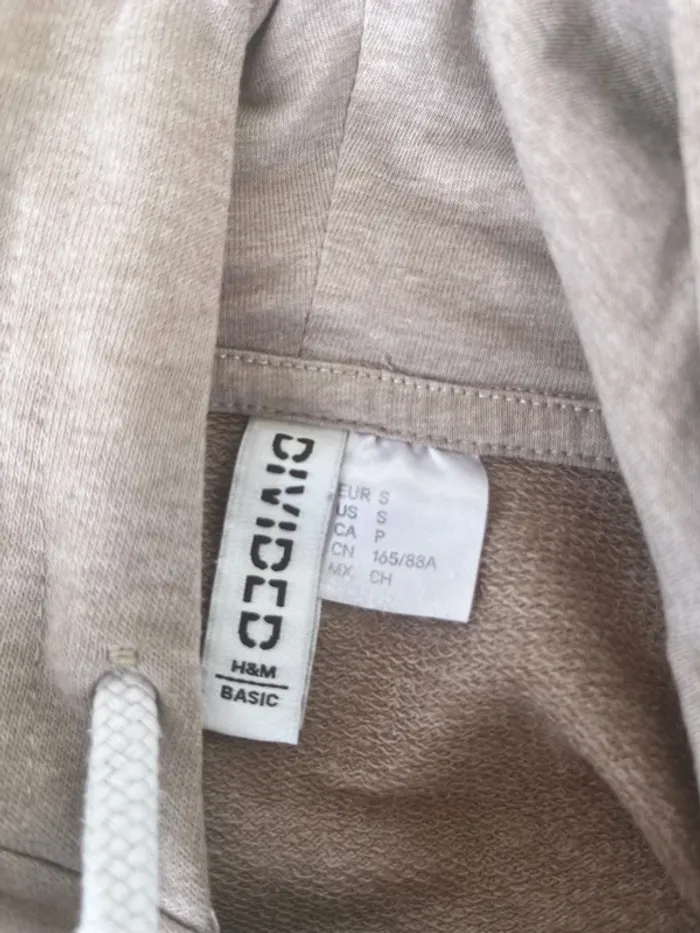 DIVIDED
H&M
BASIC
EUR S
US S
CA P
CN 165/88A
MX CH